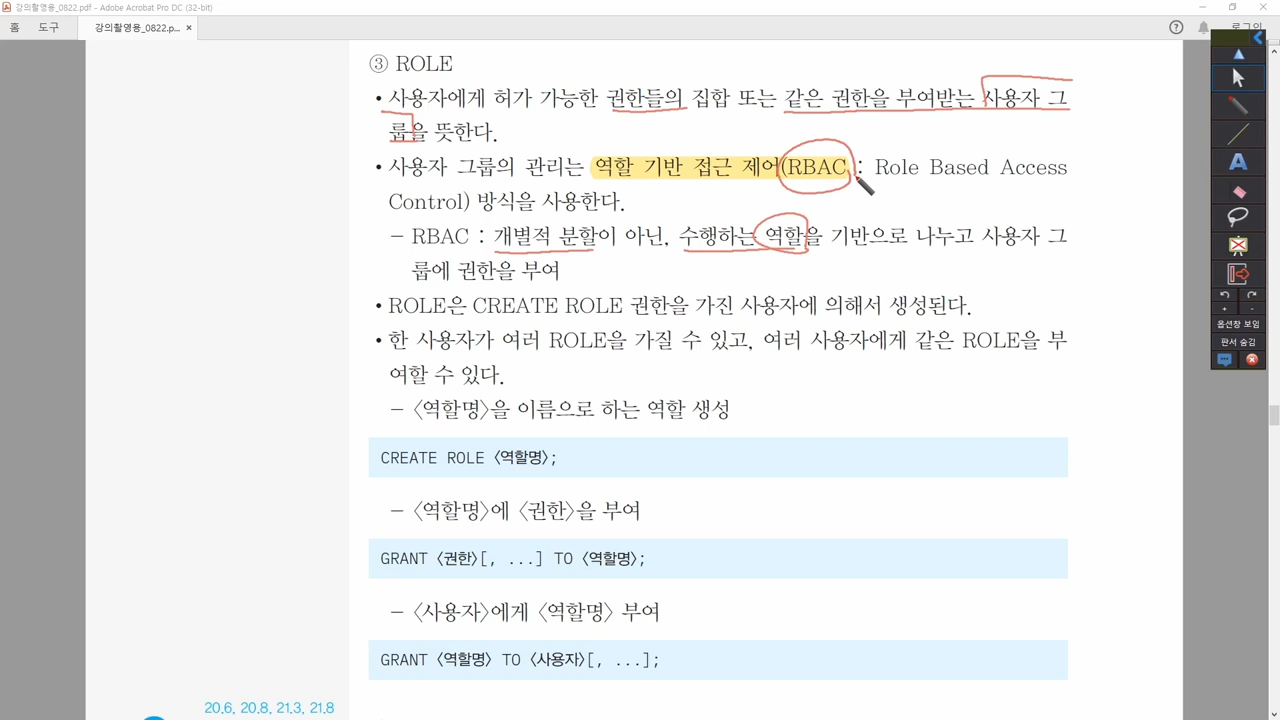 강의촬영용_0822.pdf - Adobe Acrobat Pro DC (32-bit)
홈 도구 강의촬영용_0822.p... × 로그인
③ ROLE
• 사용자에게 허가 가능한 권한들의 집합 또는 같은 권한을 부여받는 사용자 그
룹을 뜻한다.
• 사용자 그룹의 관리는 역할 기반 접근 제어(RBAC : Role Based Access
Control) 방식을 사용한다.
− RBAC : 개별적 분할이 아닌, 수행하는 역할을 기반으로 나누고 사용자 그
룹에 권한을 부여
• ROLE은 CREATE ROLE 권한을 가진 사용자에 의해서 생성된다.
• 한 사용자가 여러 ROLE을 가질 수 있고, 여러 사용자에게 같은 ROLE을 부
여할 수 있다.
− 〈역할명〉을 이름으로 하는 역할 생성
CREATE ROLE 〈역할명〉;
− 〈역할명〉에 〈권한〉을 부여
GRANT 〈권한〉[, ...] TO 〈역할명〉;
− 〈사용자〉에게 〈역할명〉 부여
GRANT 〈역할명〉 TO 〈사용자〉[, ...];
20.6, 20.8, 21.3, 21.8
A
+ -
옵션창 보임
판서 숨김